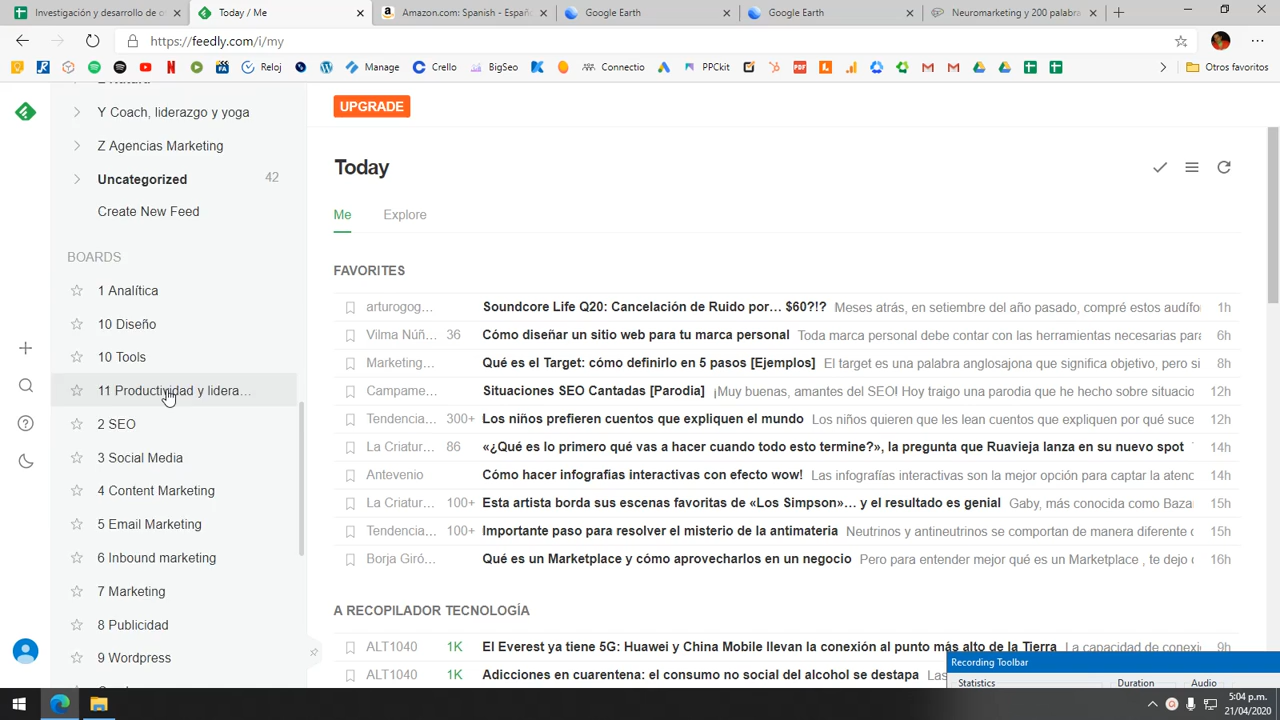 Investigación y desarrollo de o
Today / Me
Amazon.com: Spanish - Españo
Google Earth
Google Earth
Neuromarketing y 200 palabra
https://feedly.com/i/my
Reloj
Manage
Crello
BigSeo
Connectio
PPCkit
Otros favoritos
Y Coach, liderazgo y yoga
Z Agencias Marketing
Uncategorized 42
Create New Feed
BOARDS
1 Analítica
10 Diseño
10 Tools
11 Productividad y lidera...
2 SEO
3 Social Media
4 Content Marketing
5 Email Marketing
6 Inbound marketing
7 Marketing
8 Publicidad
9 Wordpress
UPGRADE
Today
Me Explore
FAVORITES
arturogog... Soundcore Life Q20: Cancelación de Ruido por… $60?!? Meses atrás, en setiembre del año pasado, compré estos audífo 1h
Vilma Núñ... 36 Cómo diseñar un sitio web para tu marca personal Toda marca personal debe contar con las herramientas necesarias para 6h
Marketing... Qué es el Target: cómo definirlo en 5 pasos [Ejemplos] El target es una palabra anglosajona que significa objetivo, pero si 8h
Campame... Situaciones SEO Cantadas [Parodia] ¡Muy buenas, amantes del SEO! Hoy traigo una parodia que he hecho sobre situacio 12h
Tendencia... 300+ Los niños prefieren cuentos que expliquen el mundo Los niños quieren que les lean cuentos que expliquen por qué suce 12h
La Criatur... 86 «¿Qué es lo primero qué vas a hacer cuando todo esto termine?», la pregunta que Ruavieja lanza en su nuevo spot 14h
Antevenio Cómo hacer infografías interactivas con efecto wow! Las infografías interactivas son la mejor opción para captar la atenc 14h
La Criatur... 100+ Esta artista borda sus escenas favoritas de «Los Simpson»… y el resultado es genial Gaby, más conocida como Baza 15h
Tendencia... 100+ Importante paso para resolver el misterio de la antimateria Neutrinos y antineutrinos se comportan de manera diferente c 15h
Borja Giró... Qué es un Marketplace y cómo aprovecharlos en un negocio Pero para entender mejor qué es un Marketplace , te dejo c 16h
A RECOPILADOR TECNOLOGÍA
ALT1040 1K El Everest ya tiene 5G: Huawei y China Mobile llevan la conexión al punto más alto de la Tierra La capacidad de conexi 9h
ALT1040 1K Adicciones en cuarentena: el consumo no social del alcohol se destapa Las
Recording Toolbar
Statistics Duration Audio
5:04 p.m.
21/04/2020